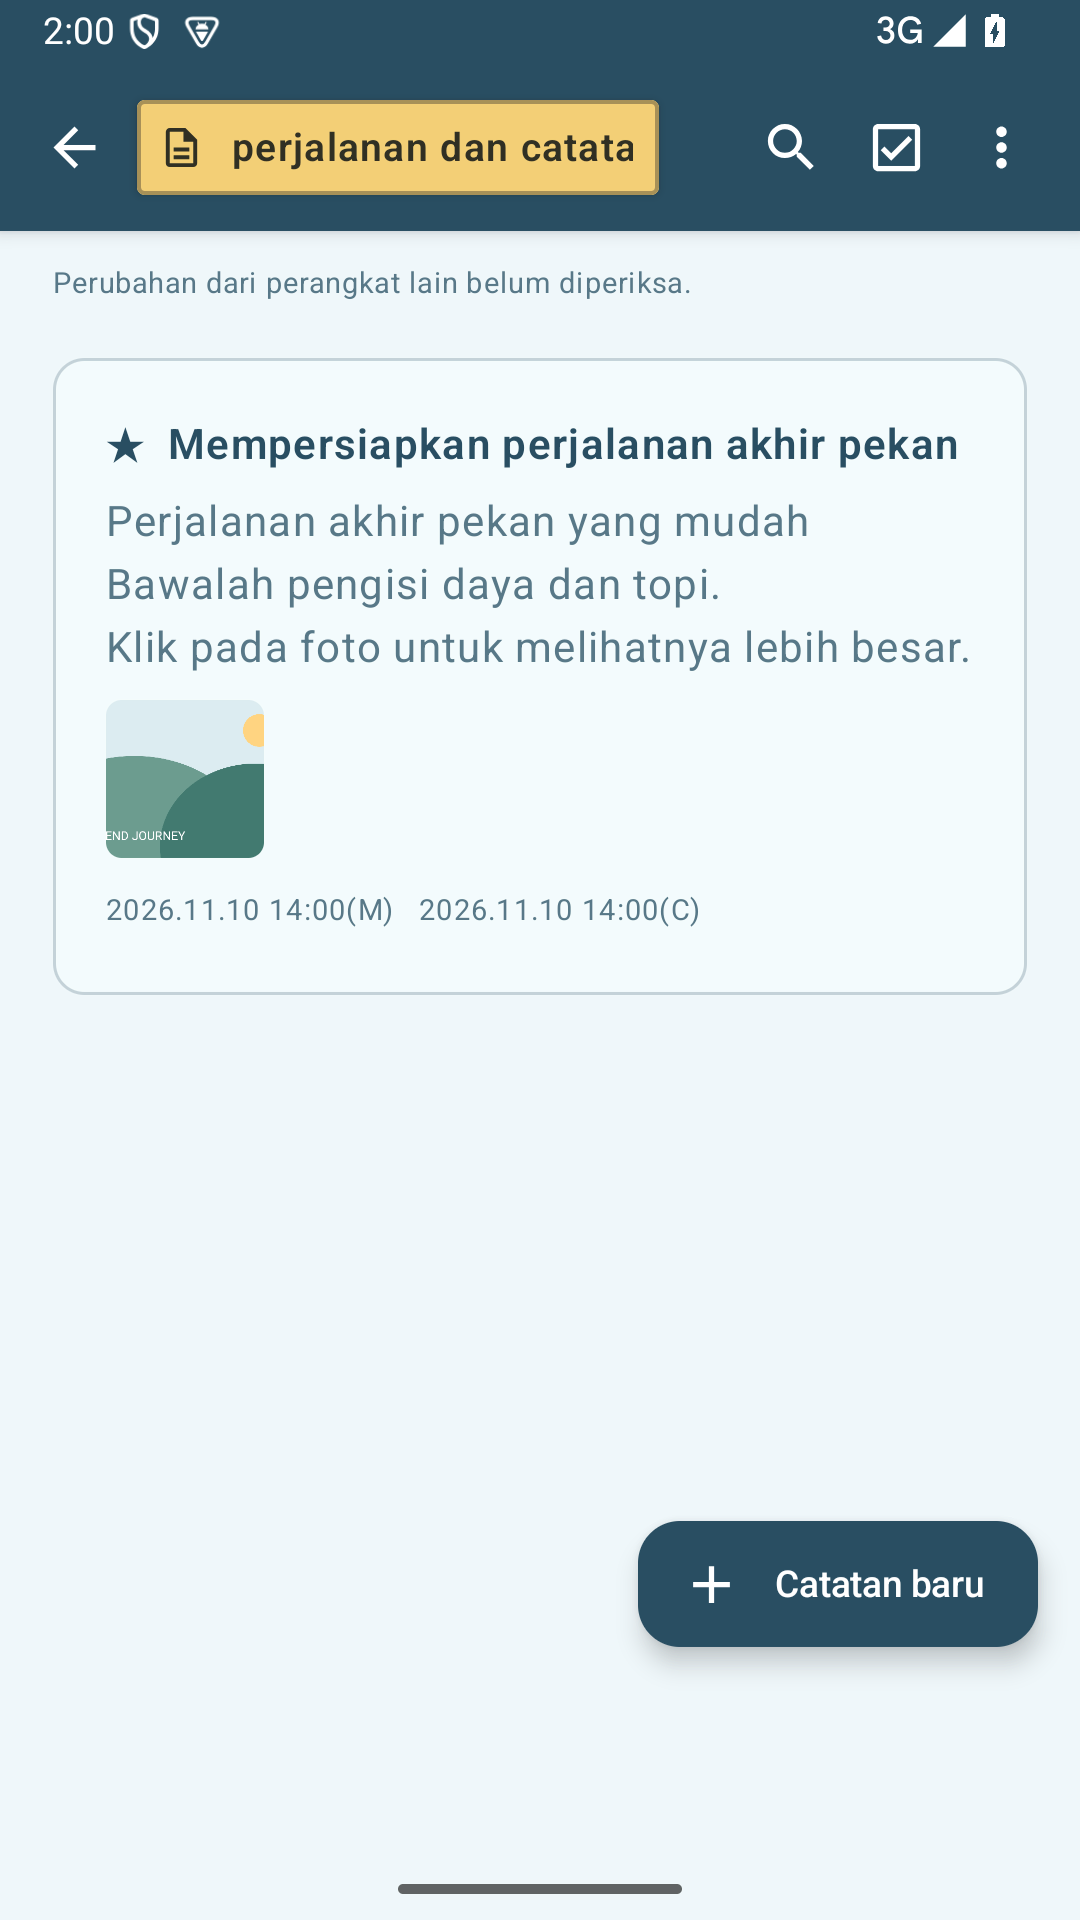 2:00
3G
perjalanan dan catata
Perubahan dari perangkat lain belum diperiksa.
★ Mempersiapkan perjalanan akhir pekan
Perjalanan akhir pekan yang mudah
Bawalah pengisi daya dan topi.
Klik pada foto untuk melihatnya lebih besar.
END JOURNEY
2026.11.10 14:00(M) 2026.11.10 14:00(C)
Catatan baru